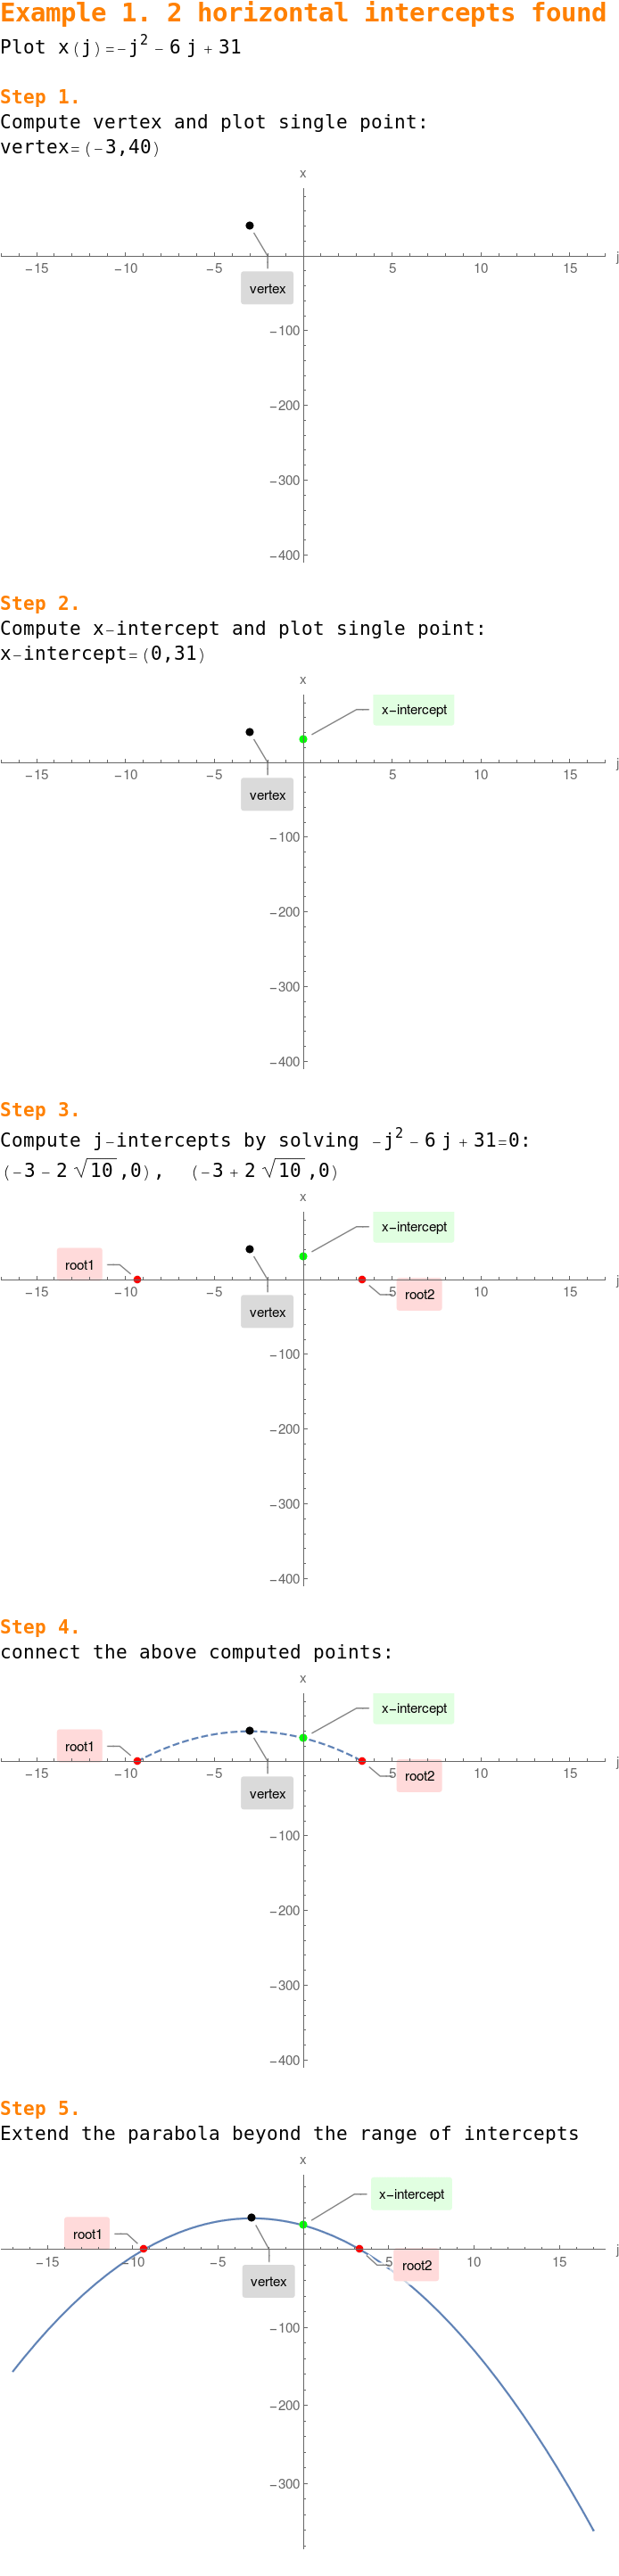 Example 1. 2 horizontal intercepts found
Plot x(j)=-j² - 6 j + 31
Step 1.
Compute vertex and plot single point:
vertex=(-3,40)
x
j
-15 -10 -5 5 10 15
vertex
-100
-200
-300
-400
Step 2.
Compute x-intercept and plot single point:
x-intercept=(0,31)
x
x-intercept
j
-15 -10 -5 5 10 15
vertex
-100
-200
-300
-400
Step 3.
Compute j-intercepts by solving -j² - 6 j + 31=0:
(-3 - 2 √10,0), (-3 + 2 √10,0)
x
x-intercept
root1
j
-15 -10 -5 5 10 15
root2
vertex
-100
-200
-300
-400
Step 4.
connect the above computed points:
x
x-intercept
root1
j
-15 -10 -5 5 10 15
root2
vertex
-100
-200
-300
-400
Step 5.
Extend the parabola beyond the range of intercepts
x
x-intercept
root1
j
-15 -10 -5 5 10 15
root2
vertex
-100
-200
-300